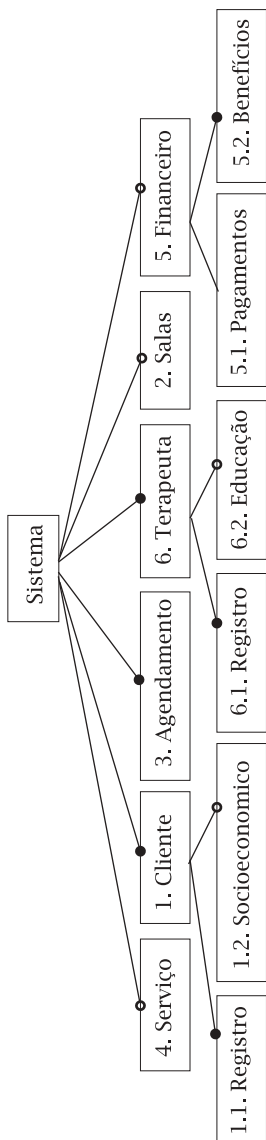 Sistema
4. Serviço
1. Cliente
3. Agendamento
6. Terapeuta
2. Salas
5. Financeiro
1.1. Registro
1.2. Socioeconomico
6.1. Registro
6.2. Educação
5.1. Pagamentos
5.2. Benefícios